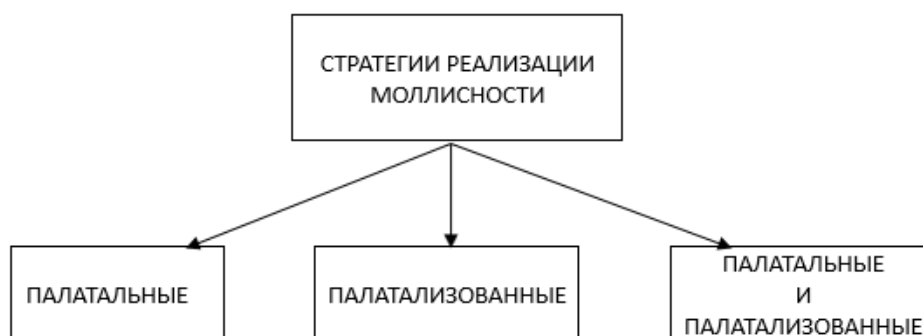 СТРАТЕГИИ РЕАЛИЗАЦИИ
МОЛЛИСНОСТИ
ПАЛАТАЛЬНЫЕ
ПАЛАТАЛИЗОВАННЫЕ
ПАЛАТАЛЬНЫЕ
И
ПАЛАТАЛИЗОВАННЫЕ